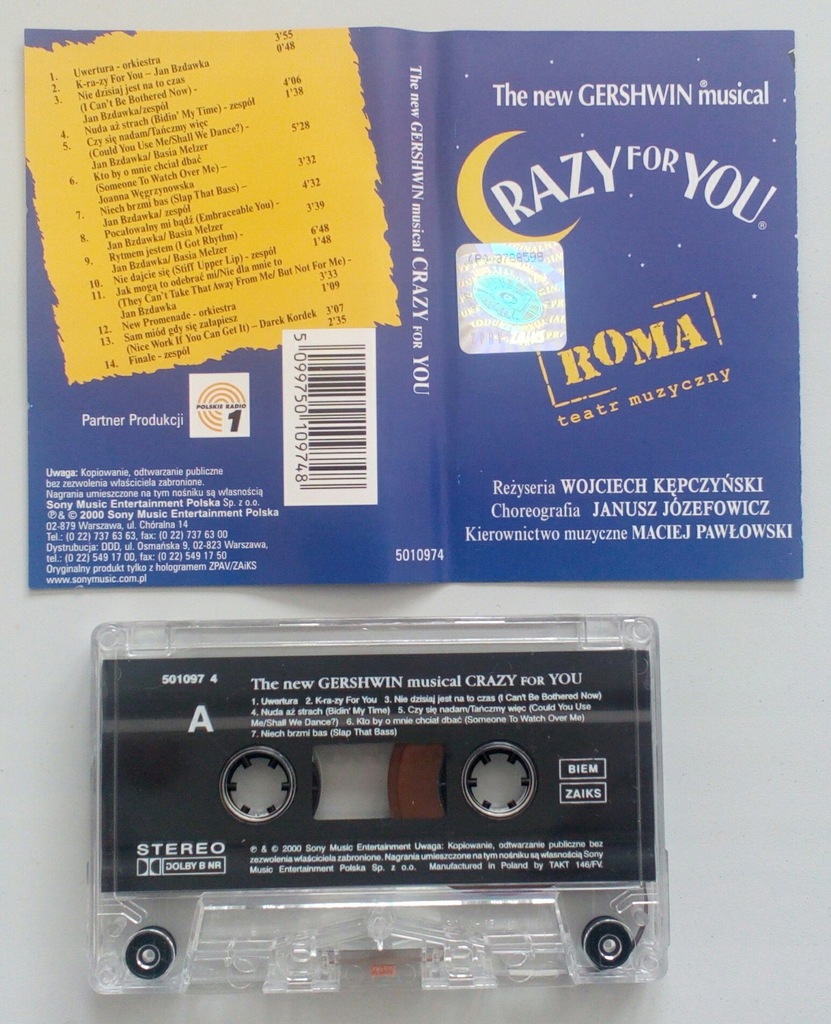 1. Uwertura - orkiestra 3'55
2. K-ra-zy For You – Jan Bzdawka 0'48
3. Nie dzisiaj jest na to czas
(I Can't Be Bothered Now) - 4'06
Jan Bzdawka/zespół
4. Nuda aż strach (Bidin' My Time) - zespół 1'38
5. Czy się nadam/Tańczmy więc
(Could You Use Me/Shall We Dance?) - 5'28
Jan Bzdawka/ Basia Melzer
6. Kto by o mnie chciał dbać
(Someone To Watch Over Me) – 3'32
Joanna Węgrzynowska
7. Niech brzmi bas (Slap That Bass) – 4'32
Jan Bzdawka/ zespół
8. Pocałowalny mi bądź (Embraceable You) - 3'39
Jan Bzdawka/ Basia Melzer
9. Rytmem jestem (I Got Rhythm) - 6'48
Jan Bzdawka/ Basia Melzer
10. Nie dajcie się (Stiff Upper Lip) - zespół 1'48
11. Jak mogą to odebrać mi/Nie dla mnie to
(They Can't Take That Away From Me/ But Not For Me) -
Jan Bzdawka 3'33
12. New Promenade - orkiestra 1'09
13. Sam miód gdy się załapiesz
(Nice Work If You Can Get It) – Darek Kordek 3'07
14. Finale - zespół 2'35
Partner Produkcji
POLSKIE RADIO
1
5 099750 109748
Uwaga: Kopiowanie, odtwarzanie publiczne
bez zezwolenia właściciela zabronione.
Nagrania umieszczone na tym nośniku są własnością
Sony Music Entertainment Polska Sp. z o.o.
℗ & © 2000 Sony Music Entertainment Polska
02-879 Warszawa, ul. Chóralna 14
Tel.: (0 22) 737 63 63, fax: (0 22) 737 63 00
Dystrubucja: DDD, ul. Osmańska 9, 02-823 Warszawa,
tel.: (0 22) 549 17 00, fax: (0 22) 549 17 50
Oryginalny produkt tylko z hologramem ZPAV/ZAiKS
www.sonymusic.com.pl
The new GERSHWIN musical CRAZY FOR YOU
5010974
The new GERSHWIN® musical
CRAZY FOR YOU®
ROMA
teatr muzyczny
Reżyseria WOJCIECH KĘPCZYŃSKI
Choreografia JANUSZ JÓZEFOWICZ
Kierownictwo muzyczne MACIEJ PAWŁOWSKI
501097 4
The new GERSHWIN musical CRAZY FOR YOU
A
1. Uwertura 2. K-ra-zy For You 3. Nie dzisiaj jest na to czas (I Can't Be Bothered Now)
4. Nuda aż strach (Bidin' My Time) 5. Czy się nadam/Tańczmy więc (Could You Use
Me/Shall We Dance?) 6. Kto by o mnie chciał dbać (Someone To Watch Over Me)
7. Niech brzmi bas (Slap That Bass)
BIEM
ZAIKS
STEREO
DOLBY B NR
℗ & © 2000 Sony Music Entertainment Uwaga: Kopiowanie, odtwarzanie publiczne bez
zezwolenia właściciela zabronione. Nagrania umieszczone na tym nośniku są własnością Sony
Music Entertainment Polska Sp. z o.o. Manufactured in Poland by TAKT 146/FV.